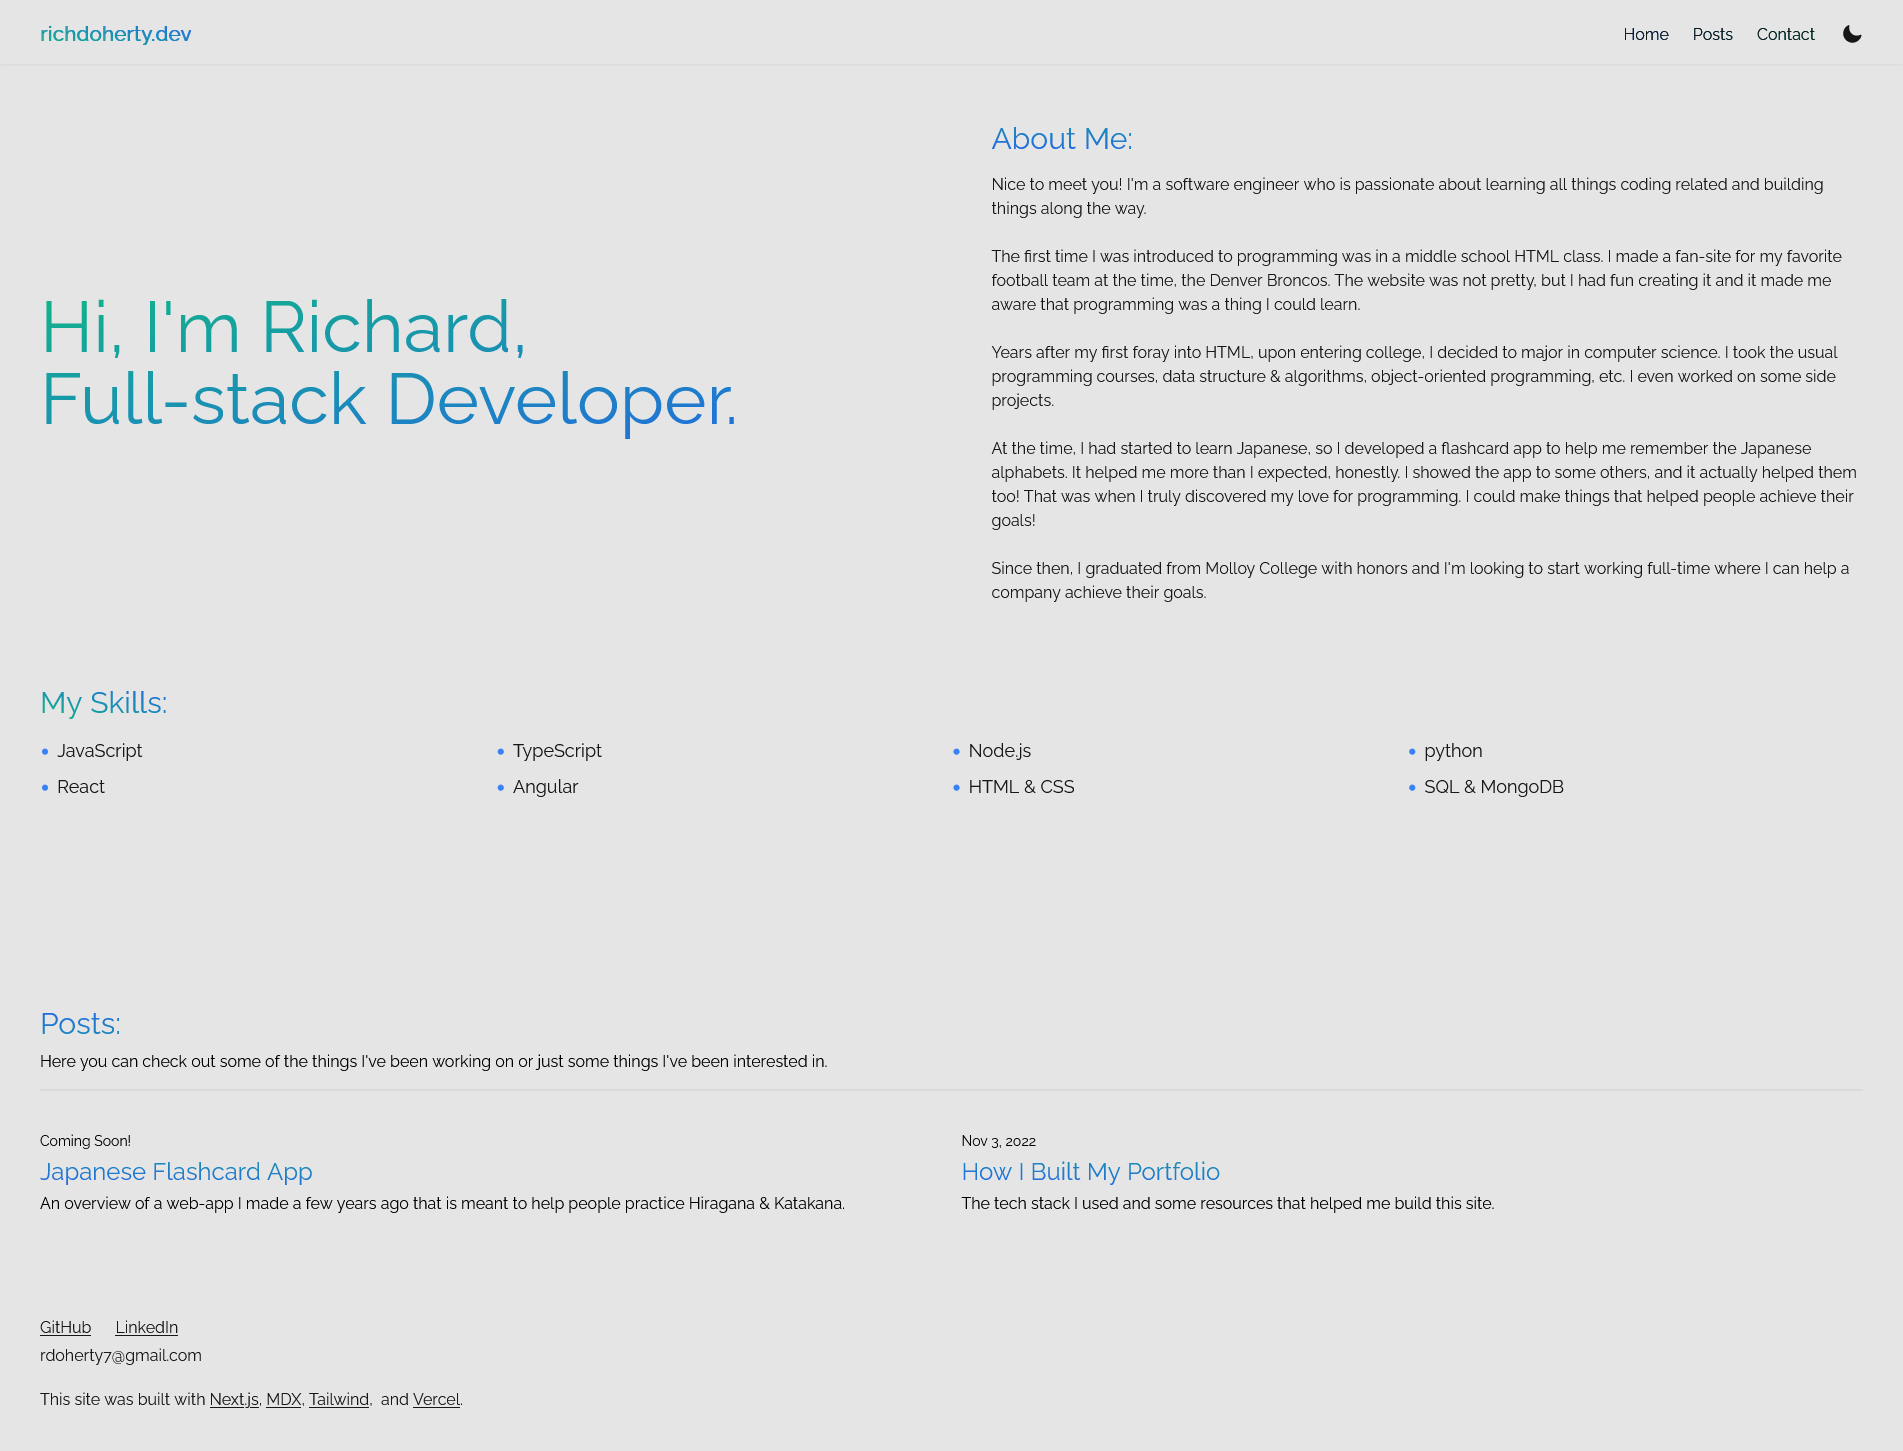 richdoherty.dev
Home
Posts
Contact
Hi, I'm Richard,
Full-stack Developer.
About Me:
Nice to meet you! I'm a software engineer who is passionate about learning all things coding related and building
things along the way.
The first time I was introduced to programming was in a middle school HTML class. I made a fan-site for my favorite
football team at the time, the Denver Broncos. The website was not pretty, but I had fun creating it and it made me
aware that programming was a thing I could learn.
Years after my first foray into HTML, upon entering college, I decided to major in computer science. I took the usual
programming courses, data structure & algorithms, object-oriented programming, etc. I even worked on some side
projects.
At the time, I had started to learn Japanese, so I developed a flashcard app to help me remember the Japanese
alphabets. It helped me more than I expected, honestly. I showed the app to some others, and it actually helped them
too! That was when I truly discovered my love for programming. I could make things that helped people achieve their
goals!
Since then, I graduated from Molloy College with honors and I'm looking to start working full-time where I can help a
company achieve their goals.
My Skills:
JavaScript
TypeScript
Node.js
python
React
Angular
HTML & CSS
SQL & MongoDB
Posts:
Here you can check out some of the things I've been working on or just some things I've been interested in.
Coming Soon!
Japanese Flashcard App
An overview of a web-app I made a few years ago that is meant to help people practice Hiragana & Katakana.
Nov 3, 2022
How I Built My Portfolio
The tech stack I used and some resources that helped me build this site.
GitHub
LinkedIn
rdoherty7@gmail.com
This site was built with Next.js, MDX, Tailwind, and Vercel.